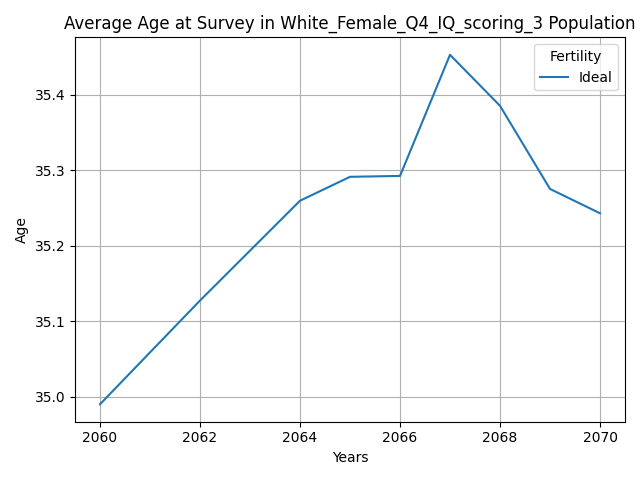 Average Age at Survey in White_Female_Q4_IQ_scoring_3 Population
Fertility
Ideal
35.4
35.3
35.2
35.1
35.0
Age
2060 2062 2064 2066 2068 2070
Years